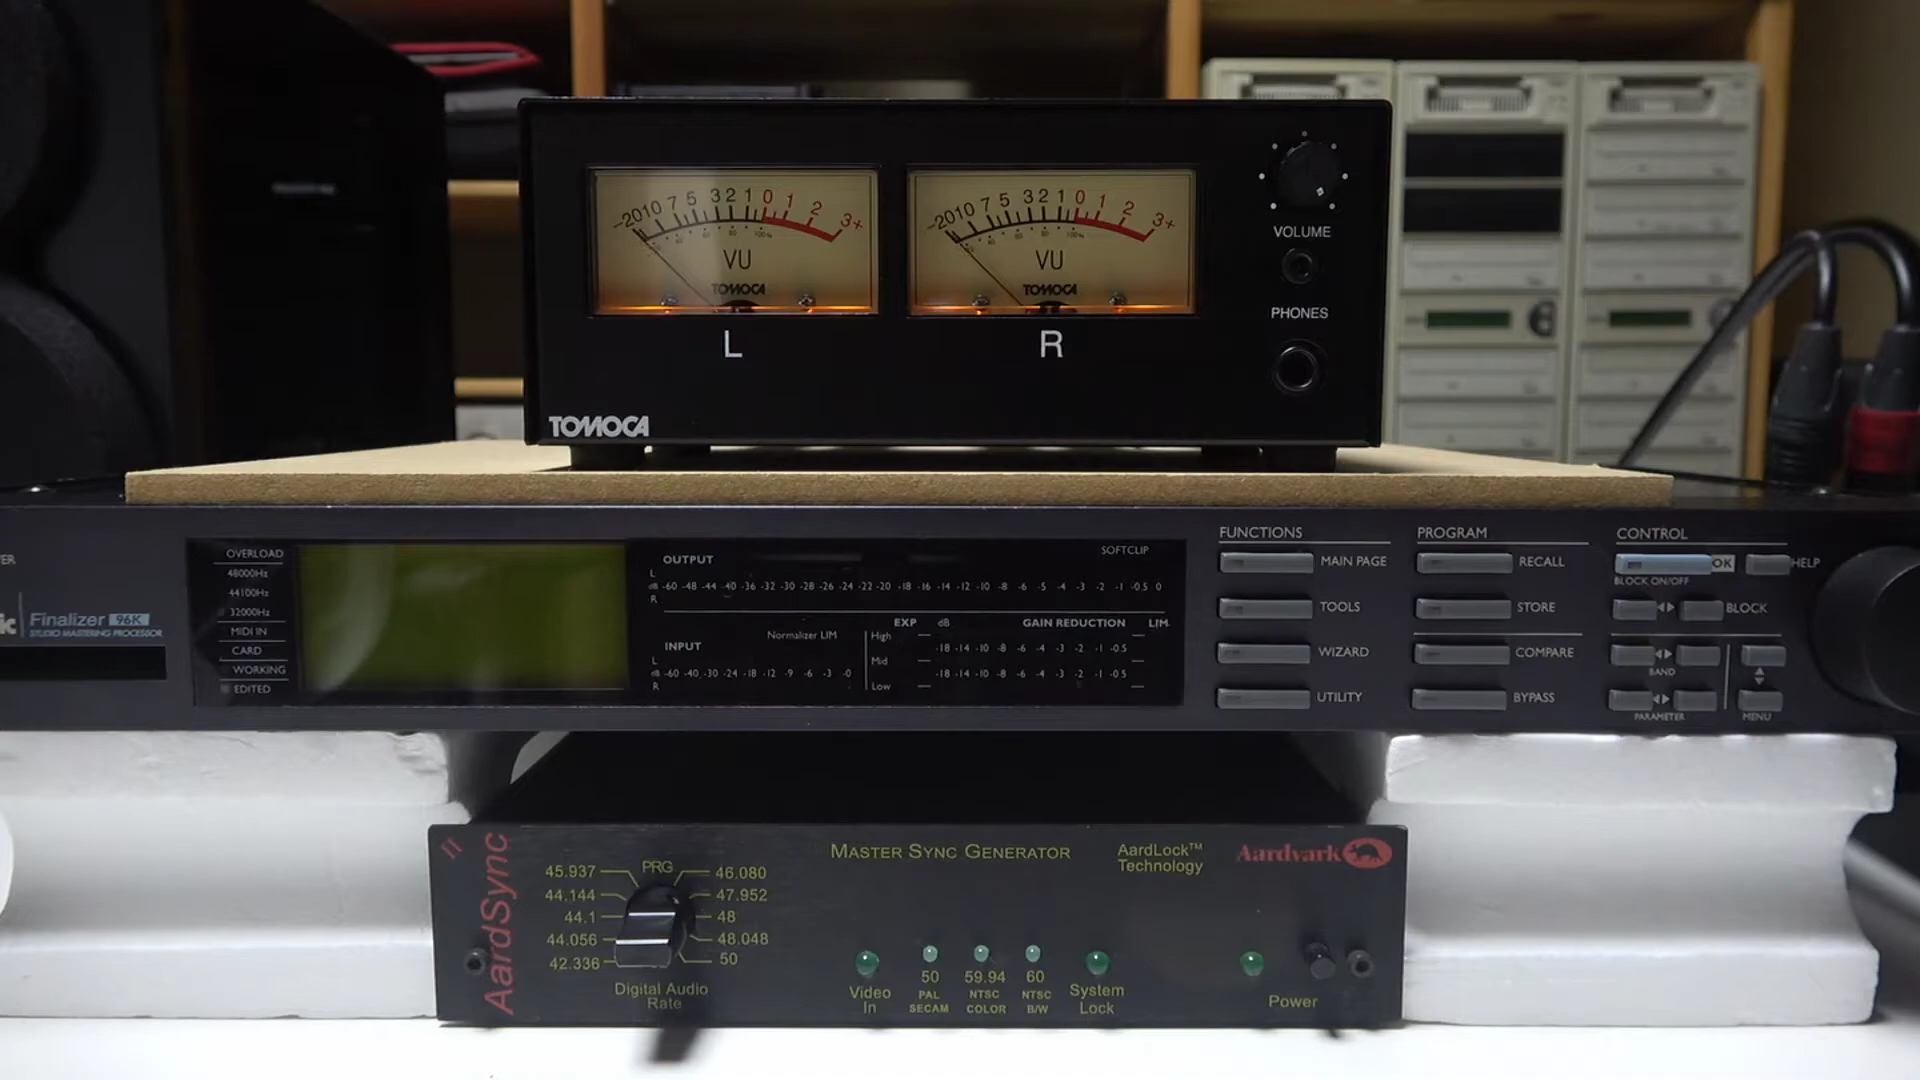 -20 10 7 5 3 2 1 0 1 2 3+
VU
TOMOCA
L
-20 10 7 5 3 2 1 0 1 2 3+
VU
TOMOCA
R
VOLUME
PHONES
TOMOCA
ER
ic
Finalizer 96K
STUDIO MASTERING PROCESSOR
OVERLOAD
48000Hz
44100Hz
32000Hz
MIDI IN
CARD
WORKING
EDITED
OUTPUT
SOFTCLIP
L
dB -60 -48 -44 -40 -36 -32 -30 -28 -26 -24 -22 -20 -18 -16 -14 -12 -10 -8 -6 -5 -4 -3 -2 -1 -0.5 0
R
INPUT
Normalizer LIM
L
dB -60 -40 -30 -24 -18 -12 -9 -6 -3 -0
R
EXP dB GAIN REDUCTION LIM
High
-18 -14 -10 -8 -6 -4 -3 -2 -1 -0.5
Mid
-18 -14 -10 -8 -6 -4 -3 -2 -1 -0.5
Low
FUNCTIONS
MAIN PAGE
TOOLS
WIZARD
UTILITY
PROGRAM
RECALL
STORE
COMPARE
BYPASS
CONTROL
OK
HELP
BLOCK ON/OFF
BLOCK
BAND
PARAMETER
MENU
AardSync II
PRG
45.937
44.144
44.1
44.056
42.336
46.080
47.952
48
48.048
50
Digital Audio
Rate
MASTER SYNC GENERATOR
AardLock™
Technology
Aardvark
Video
In
50
PAL
SECAM
59.94
NTSC
COLOR
60
NTSC
B/W
System
Lock
Power